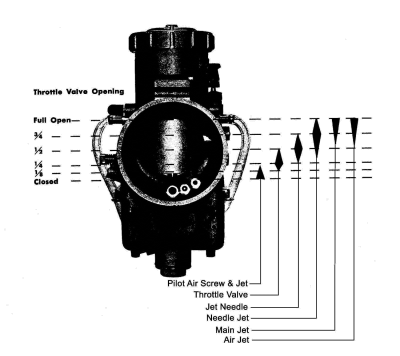 Throttle Valve Opening
Full Open
¾
½
¼
⅛
Closed
Pilot Air Screw & Jet
Throttle Valve
Jet Needle
Needle Jet
Main Jet
Air Jet